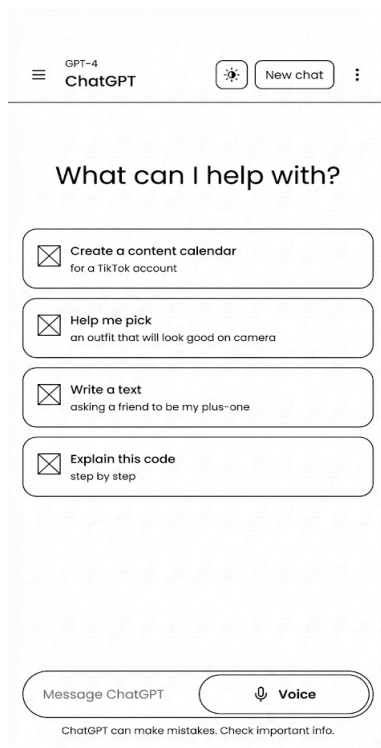 GPT-4
ChatGPT
New chat
What can I help with?
Create a content calendar
for a TikTok account
Help me pick
an outfit that will look good on camera
Write a text
asking a friend to be my plus-one
Explain this code
step by step
Message ChatGPT
Voice
ChatGPT can make mistakes. Check important info.